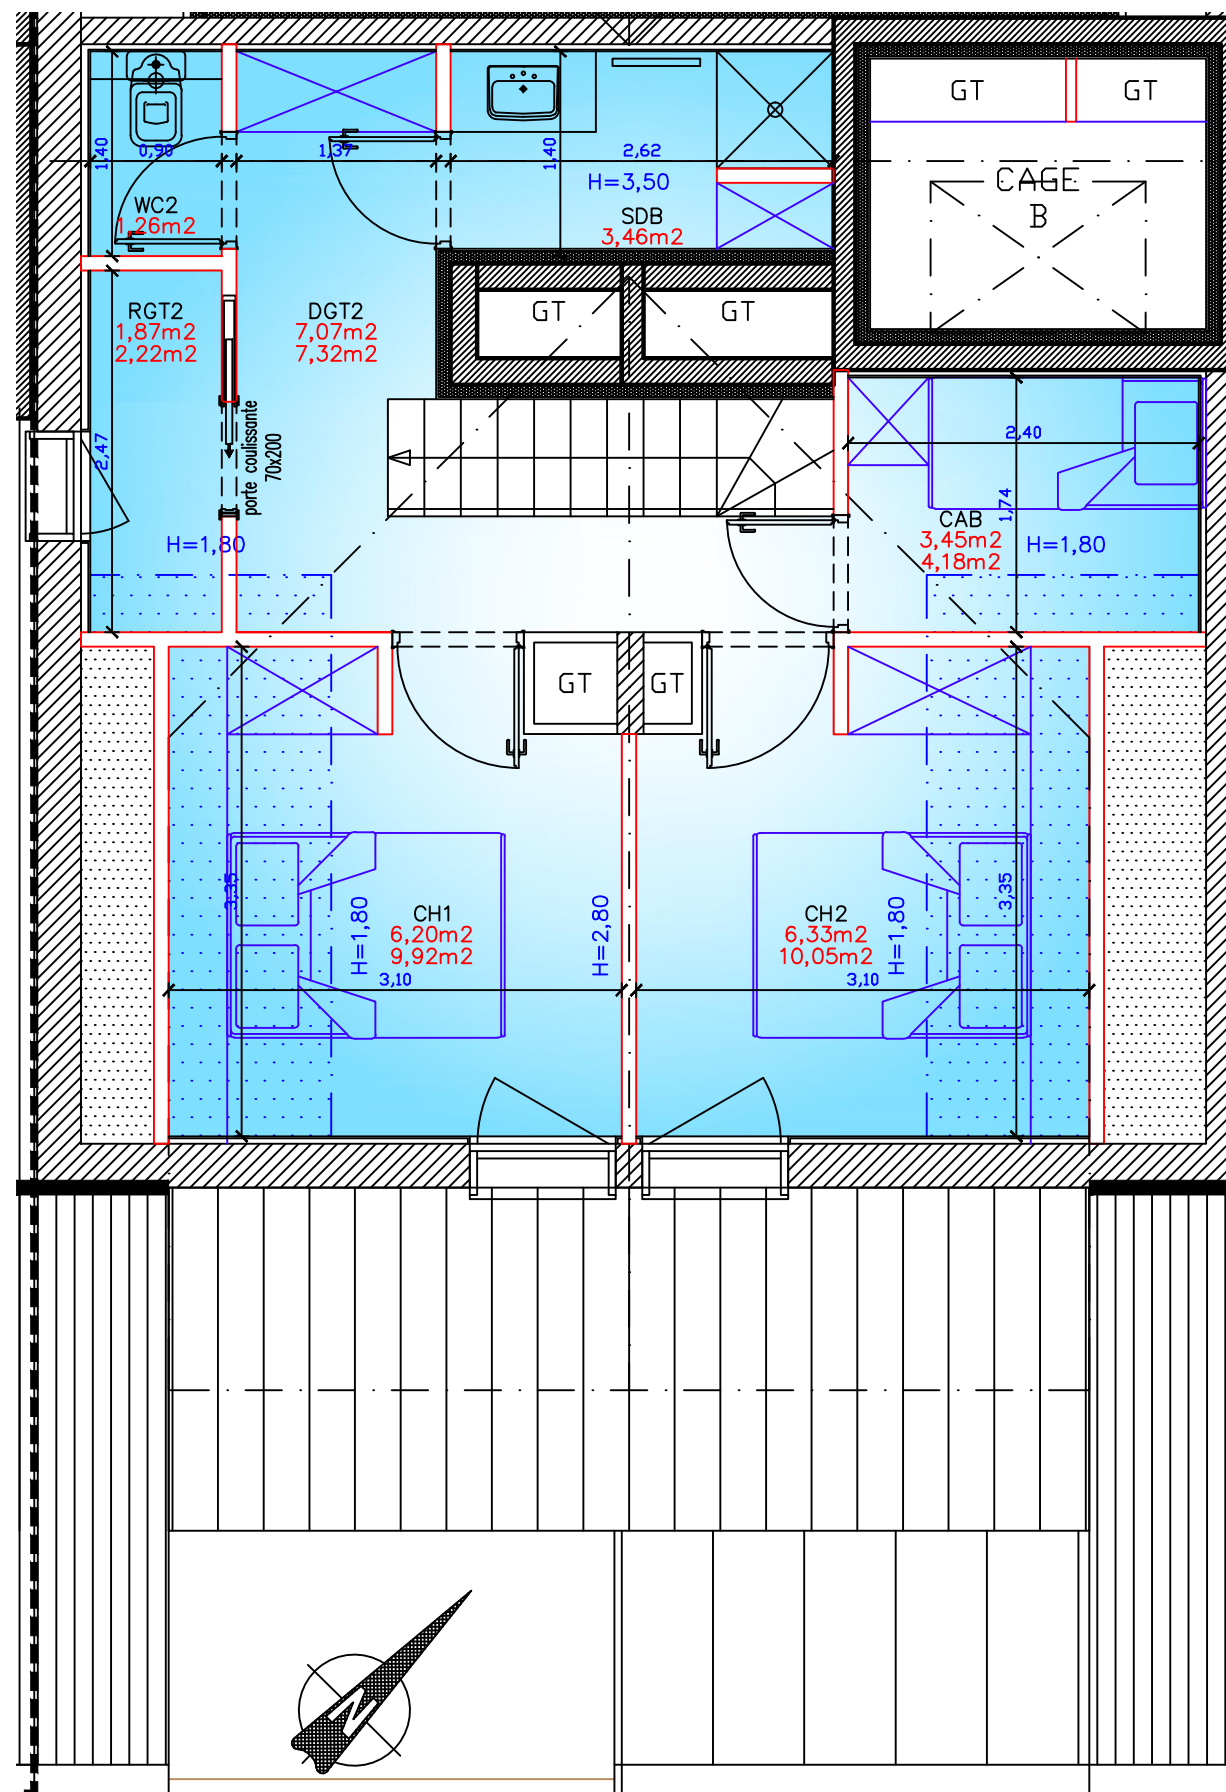 GT
GT
CAGE
B
1,40
0,90
1,37
1,40
2,62
H=3,50
WC2
1,26m2
SDB
3,46m2
RGT2
1,87m2
2,22m2
DGT2
7,07m2
7,32m2
GT
GT
porte coulissante
70x200
2,47
H=1,80
2,40
1,74
CAB
3,45m2
4,18m2
H=1,80
GT
GT
3,35
H=1,80
CH1
6,20m2
9,92m2
3,10
H=2,80
CH2
6,33m2
10,05m2
3,10
H=1,80
3,35
N